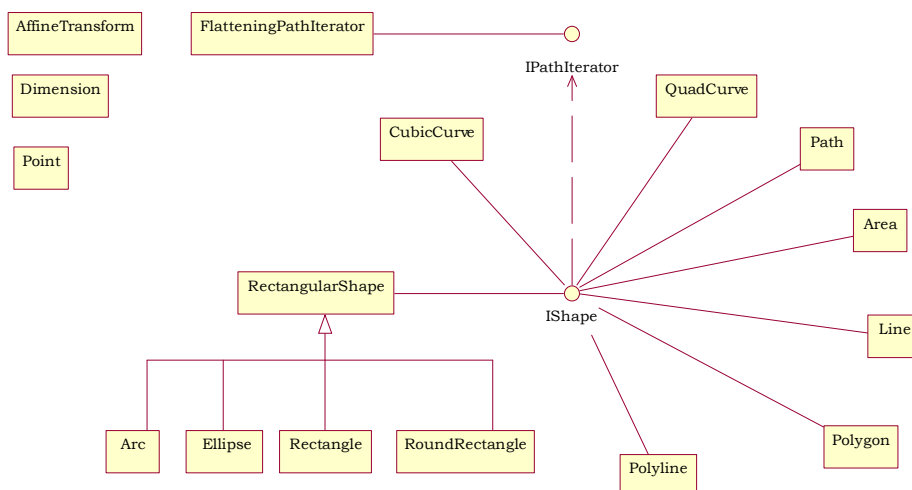 AffineTransform
FlatteningPathIterator
IPathIterator
Dimension
QuadCurve
CubicCurve
Path
Point
Area
RectangularShape
IShape
Line
Arc
Ellipse
Rectangle
RoundRectangle
Polygon
Polyline